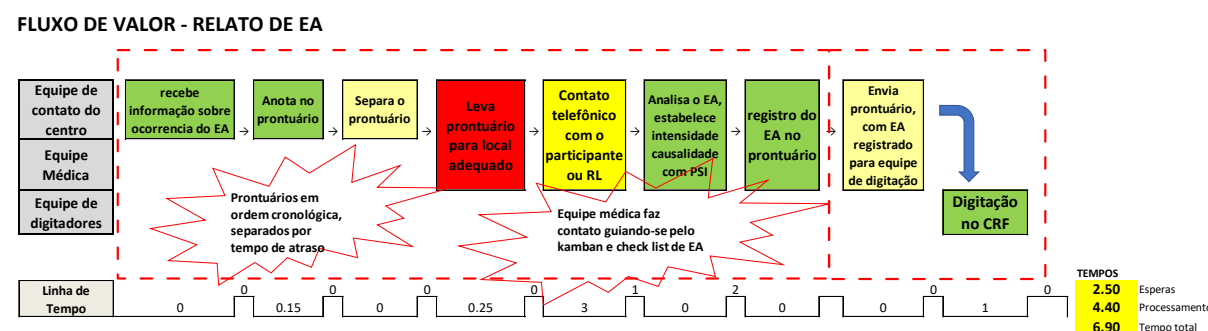 FLUXO DE VALOR - RELATO DE EA
Equipe de
contato do
centro
Equipe
Médica
Equipe de
digitadores
recebe
informação sobre
ocorrencia do EA
→
Anota no
prontuário
→
Separa o
prontuário
→
Leva
prontuário
para local
adequado
→
Contato
telefônico
com o
participante
ou RL
→
Analisa o EA,
estabelece
intensidade
causalidade
com PSI
→
registro do
EA no
prontuário
→
Envia
prontuário,
com EA
registrado
para equipe
de digitação
Digitação
no CRF
Prontuários em
ordem cronológica,
separados por
tempo de atraso
Equipe médica faz
contato guiando-se pelo
kamban e check list de EA
Linha de
Tempo
0 0 0 0 1 2 0 0
0 0.15 0 0.25 3 0 0 0 1
TEMPOS
2.50 Esperas
4.40 Processamento
6.90 Tempo total